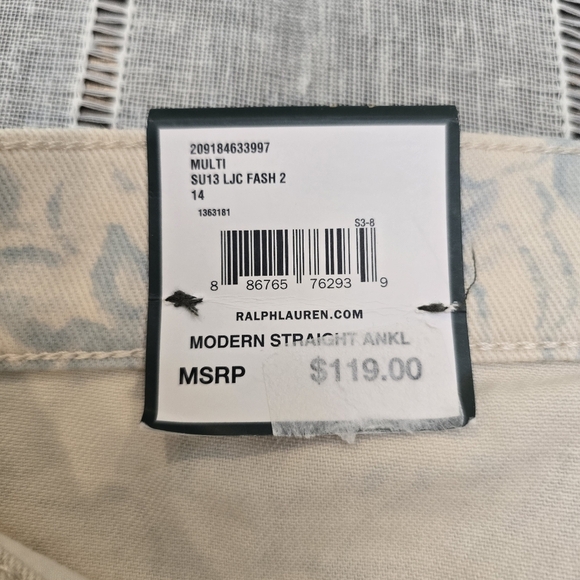 209184633997
MULTI
SU13 LJC FASH 2
14
1363181
S3-8
8 86765 76293 9
RALPHLAUREN.COM
MODERN STRAIGHT ANKL
MSRP $119.00